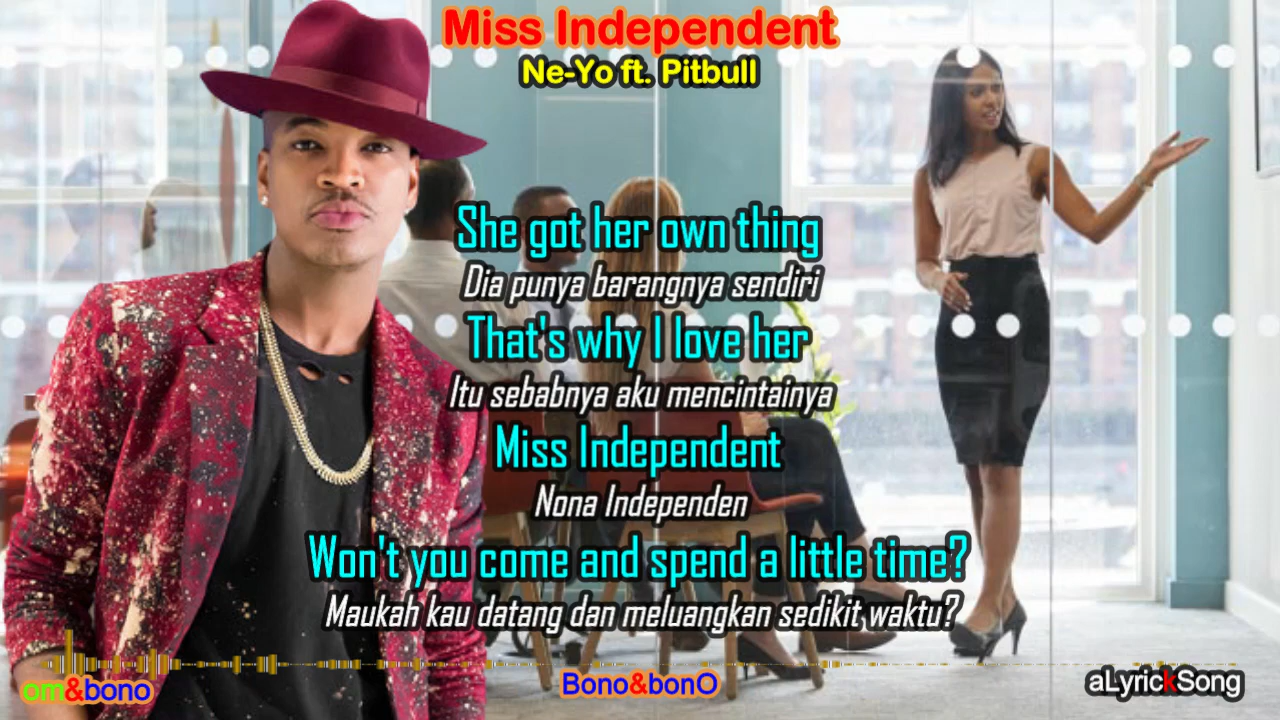 Miss Independent
Ne-Yo ft. Pitbull
She got her own thing
Dia punya barangnya sendiri
That's why I love her
Itu sebabnya aku mencintainya
Miss Independent
Nona Independen
Won't you come and spend a little time?
Maukah kau datang dan meluangkan sedikit waktu?
om&bono
Bono&bonO
aLyrickSong